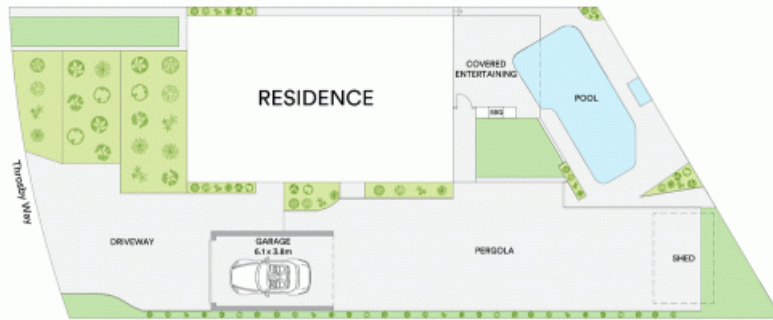 RESIDENCE
COVERED
ENTERTAINING
POOL
BBQ
Throsby Way
DRIVEWAY
GARAGE
6.1 x 3.8m
PERGOLA
SHED